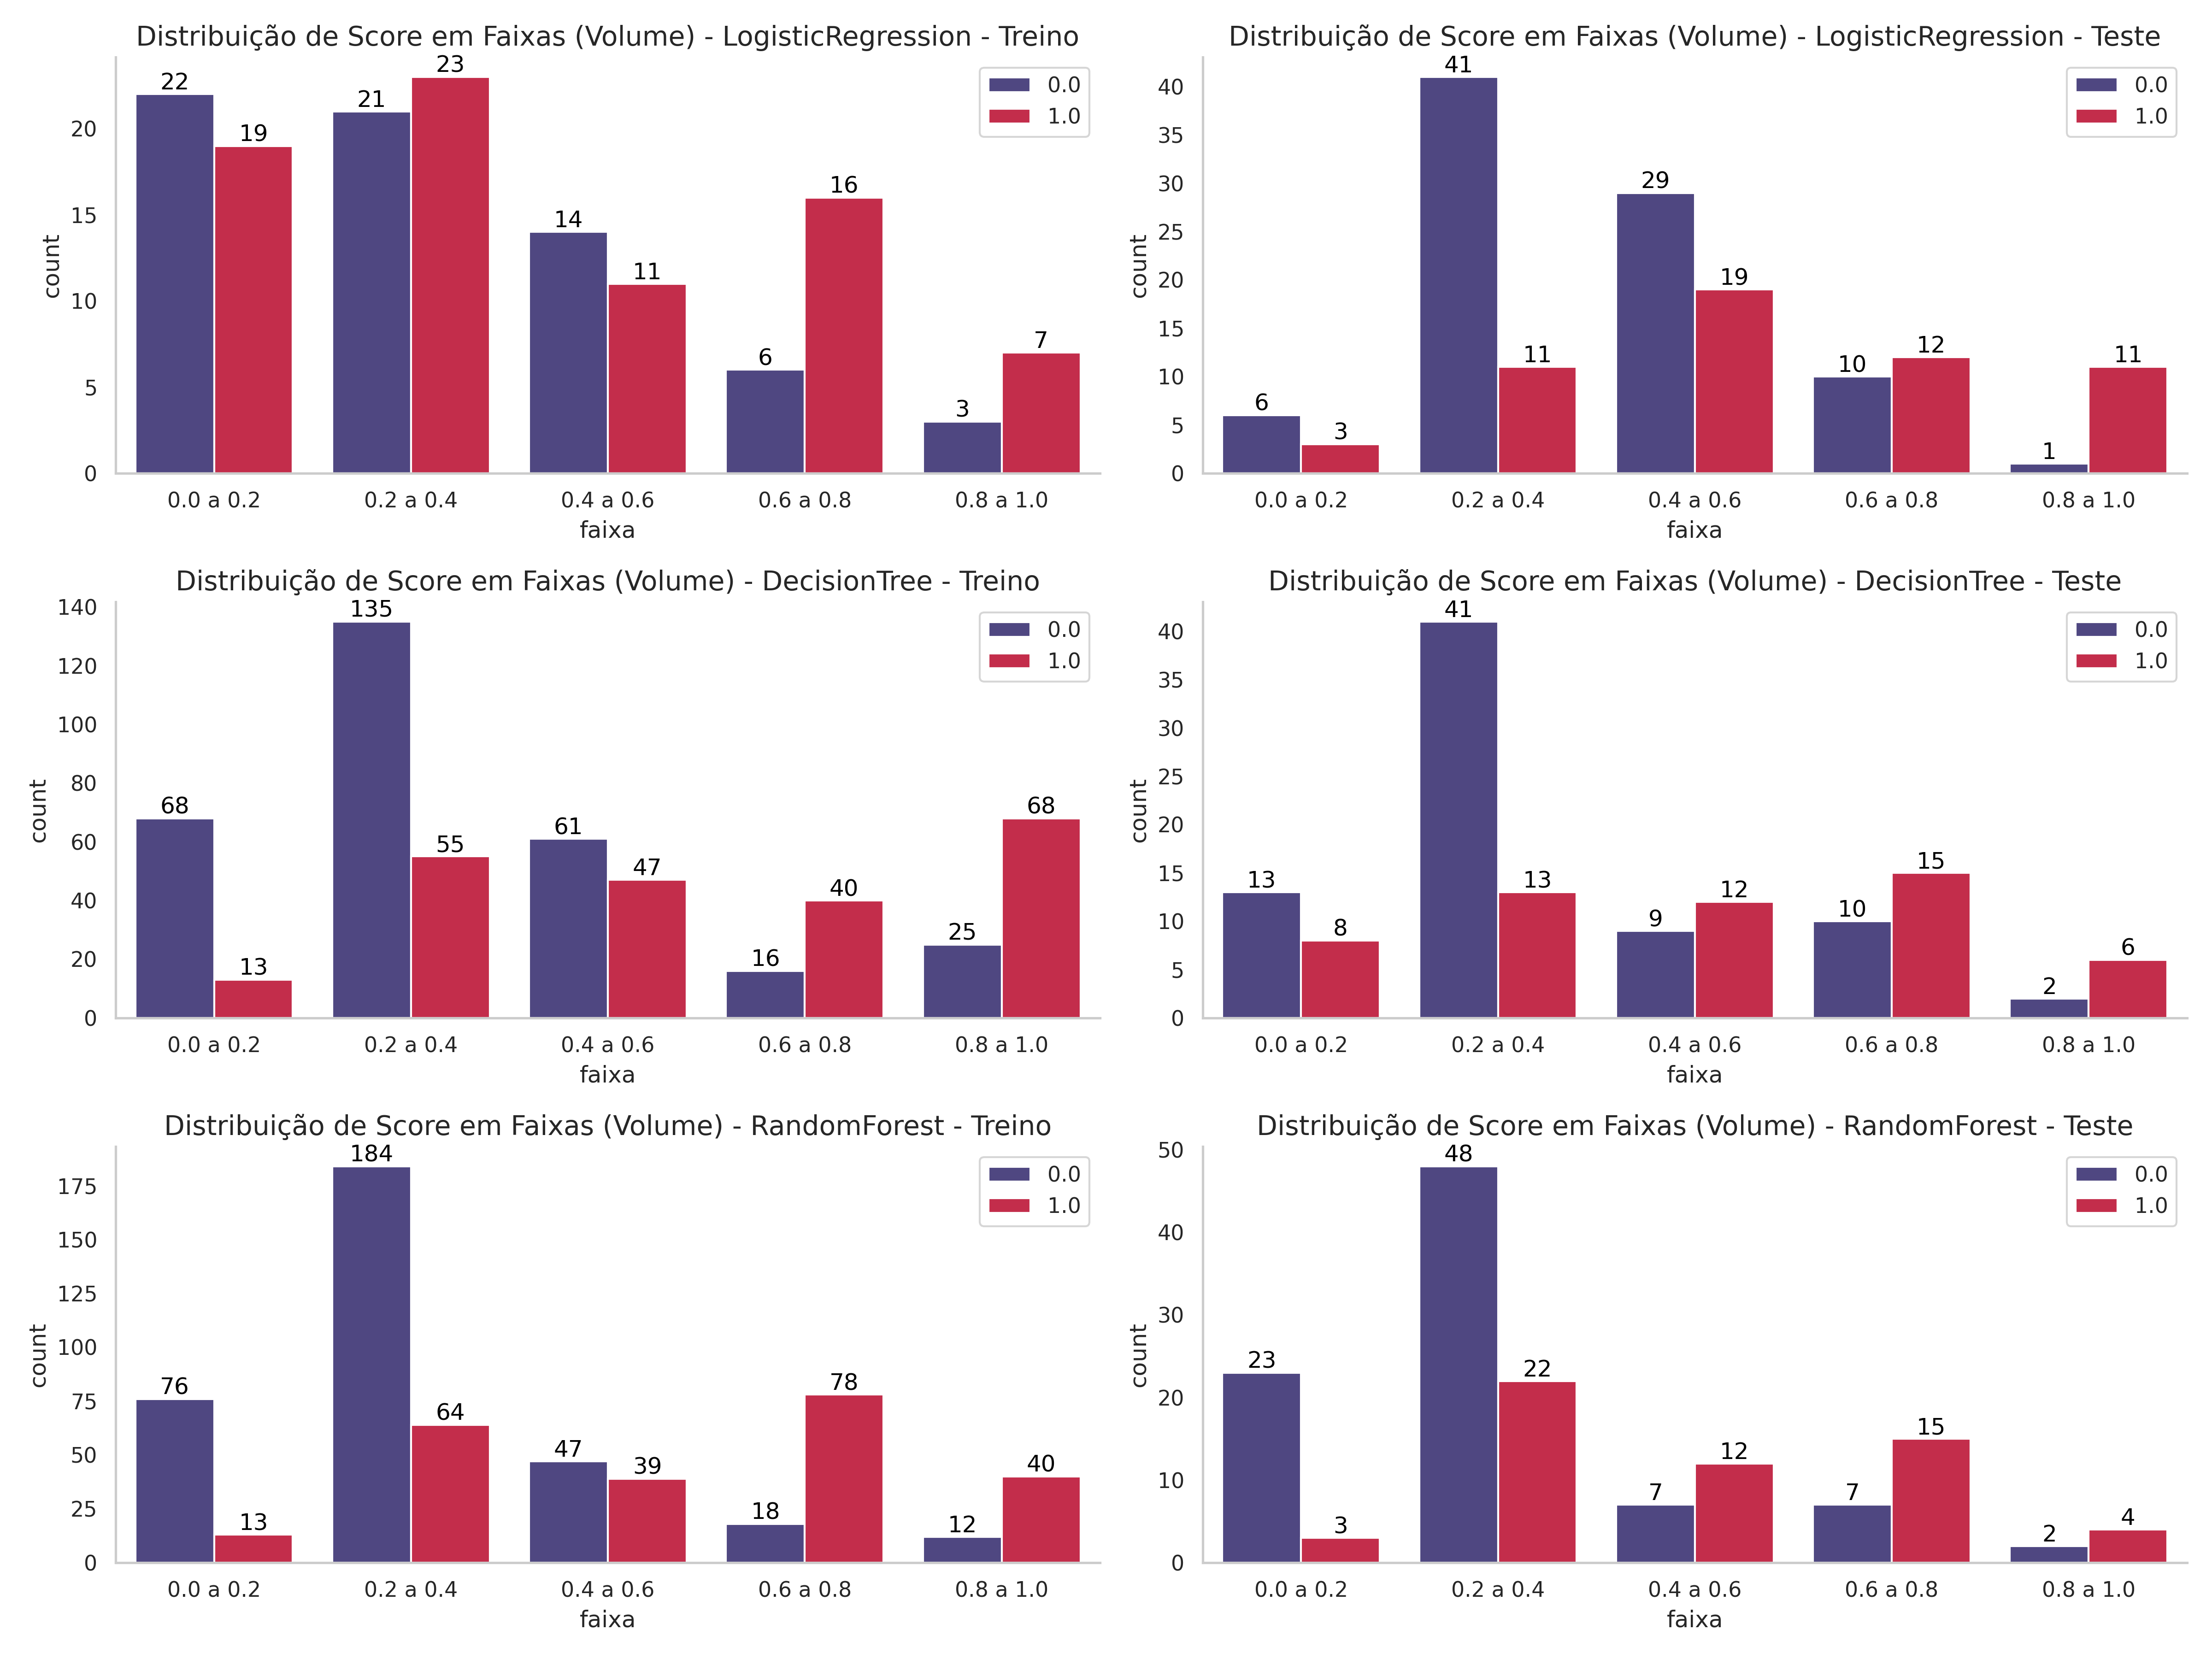 Distribuição de Score em Faixas (Volume) - LogisticRegression - Treino
count
20
15
10
5
0
22
19
21
23
14
11
6
16
3
7
0.0
1.0
0.0 a 0.2
0.2 a 0.4
0.4 a 0.6
0.6 a 0.8
0.8 a 1.0
faixa
Distribuição de Score em Faixas (Volume) - LogisticRegression - Teste
count
40
35
30
25
20
15
10
5
0
6
3
41
11
29
19
10
12
1
11
0.0
1.0
0.0 a 0.2
0.2 a 0.4
0.4 a 0.6
0.6 a 0.8
0.8 a 1.0
faixa
Distribuição de Score em Faixas (Volume) - DecisionTree - Treino
count
140
120
100
80
60
40
20
0
68
13
135
55
61
47
16
40
25
68
0.0
1.0
0.0 a 0.2
0.2 a 0.4
0.4 a 0.6
0.6 a 0.8
0.8 a 1.0
faixa
Distribuição de Score em Faixas (Volume) - DecisionTree - Teste
count
40
35
30
25
20
15
10
5
0
13
8
41
13
9
12
10
15
2
6
0.0
1.0
0.0 a 0.2
0.2 a 0.4
0.4 a 0.6
0.6 a 0.8
0.8 a 1.0
faixa
Distribuição de Score em Faixas (Volume) - RandomForest - Treino
count
175
150
125
100
75
50
25
0
76
13
184
64
47
39
18
78
12
40
0.0
1.0
0.0 a 0.2
0.2 a 0.4
0.4 a 0.6
0.6 a 0.8
0.8 a 1.0
faixa
Distribuição de Score em Faixas (Volume) - RandomForest - Teste
count
50
40
30
20
10
0
23
3
48
22
7
12
7
15
2
4
0.0
1.0
0.0 a 0.2
0.2 a 0.4
0.4 a 0.6
0.6 a 0.8
0.8 a 1.0
faixa